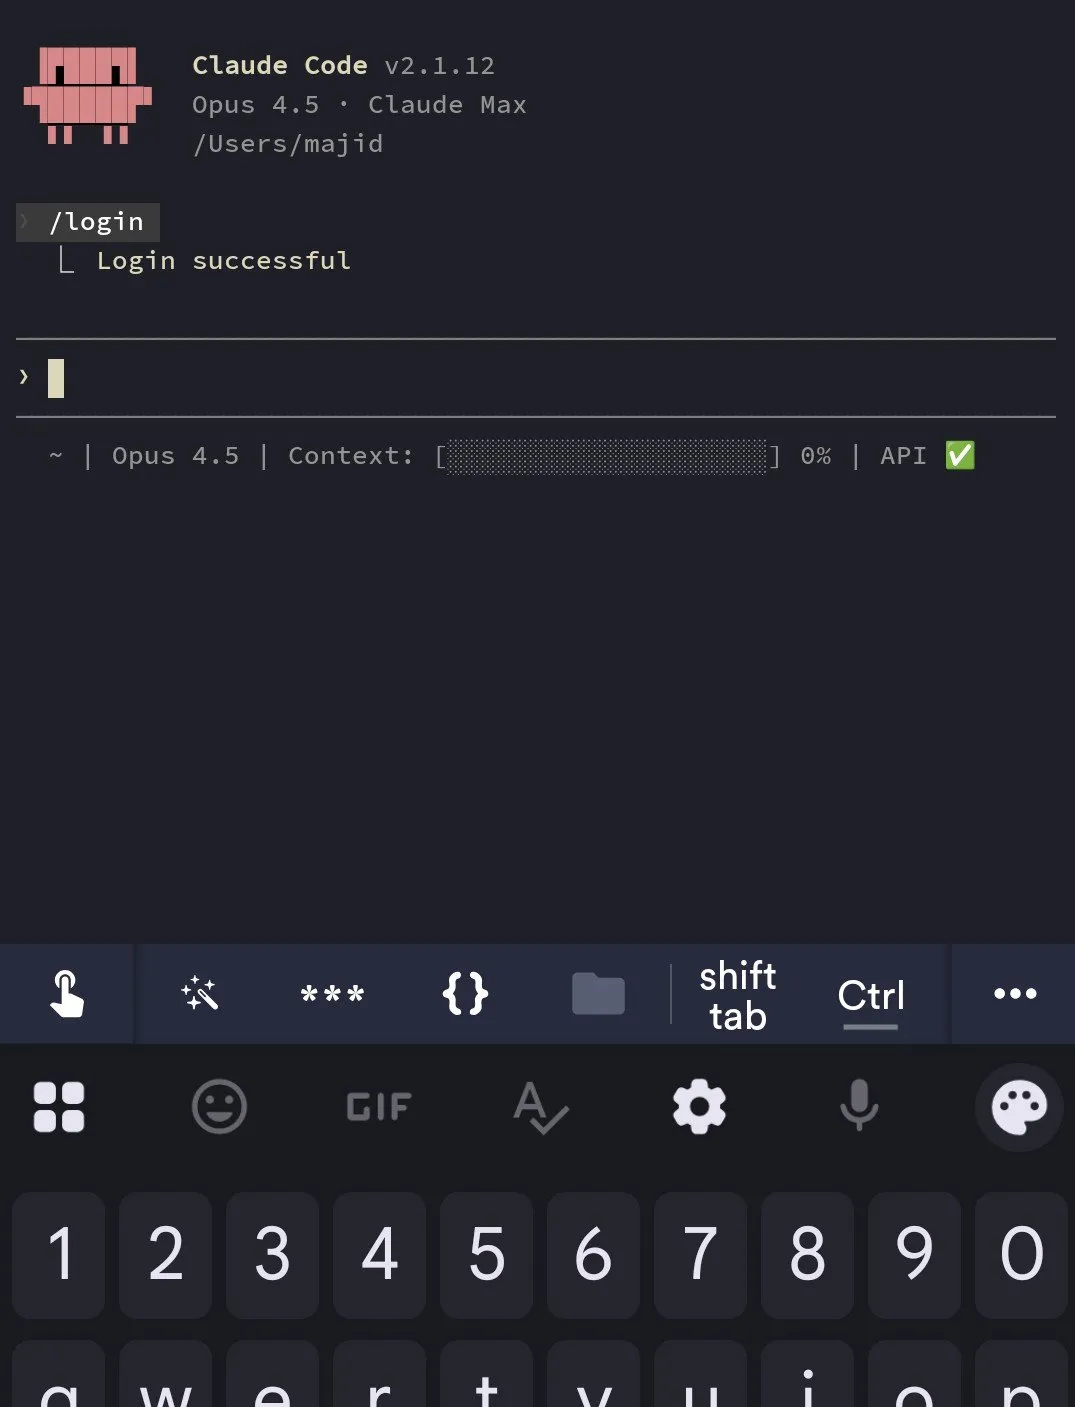 Claude Code v2.1.12
Opus 4.5 · Claude Max
/Users/majid
› /login
⎿ Login successful
›
~ | Opus 4.5 | Context: [░░░░░░░░░░░░░░░░░░░░] 0% | API ✅
*** {} shift tab Ctrl •••
GIF
1 2 3 4 5 6 7 8 9 0
q w e r t y u i o p